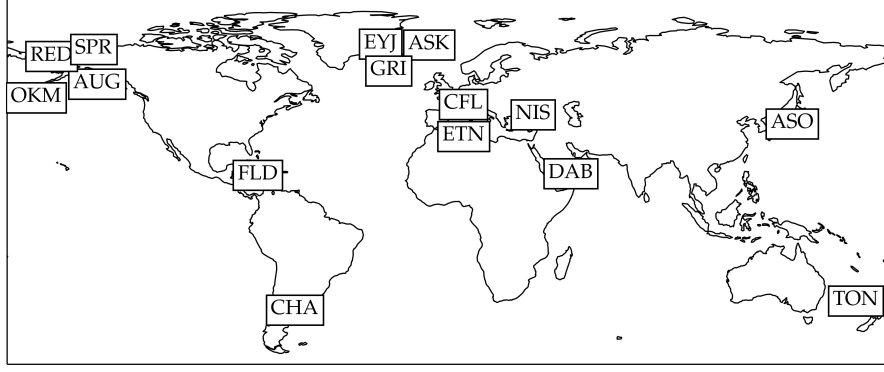 EYJ
ASK
RED
SPR
GRI
AUG
OKM
CFL
NIS
ASO
ETN
FLD
DAB
CHA
TON